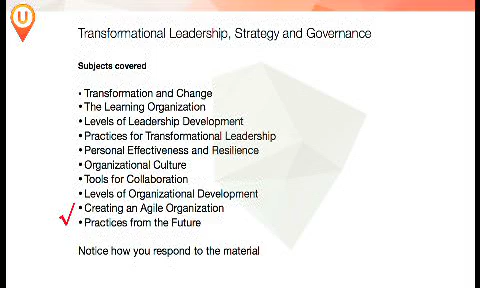 U
Transformational Leadership, Strategy and Governance
Subjects covered
• Transformation and Change
• The Learning Organization
• Levels of Leadership Development
• Practices for Transformational Leadership
• Personal Effectiveness and Resilience
• Organizational Culture
• Tools for Collaboration
• Levels of Organizational Development
• Creating an Agile Organization
• Practices from the Future
Notice how you respond to the material